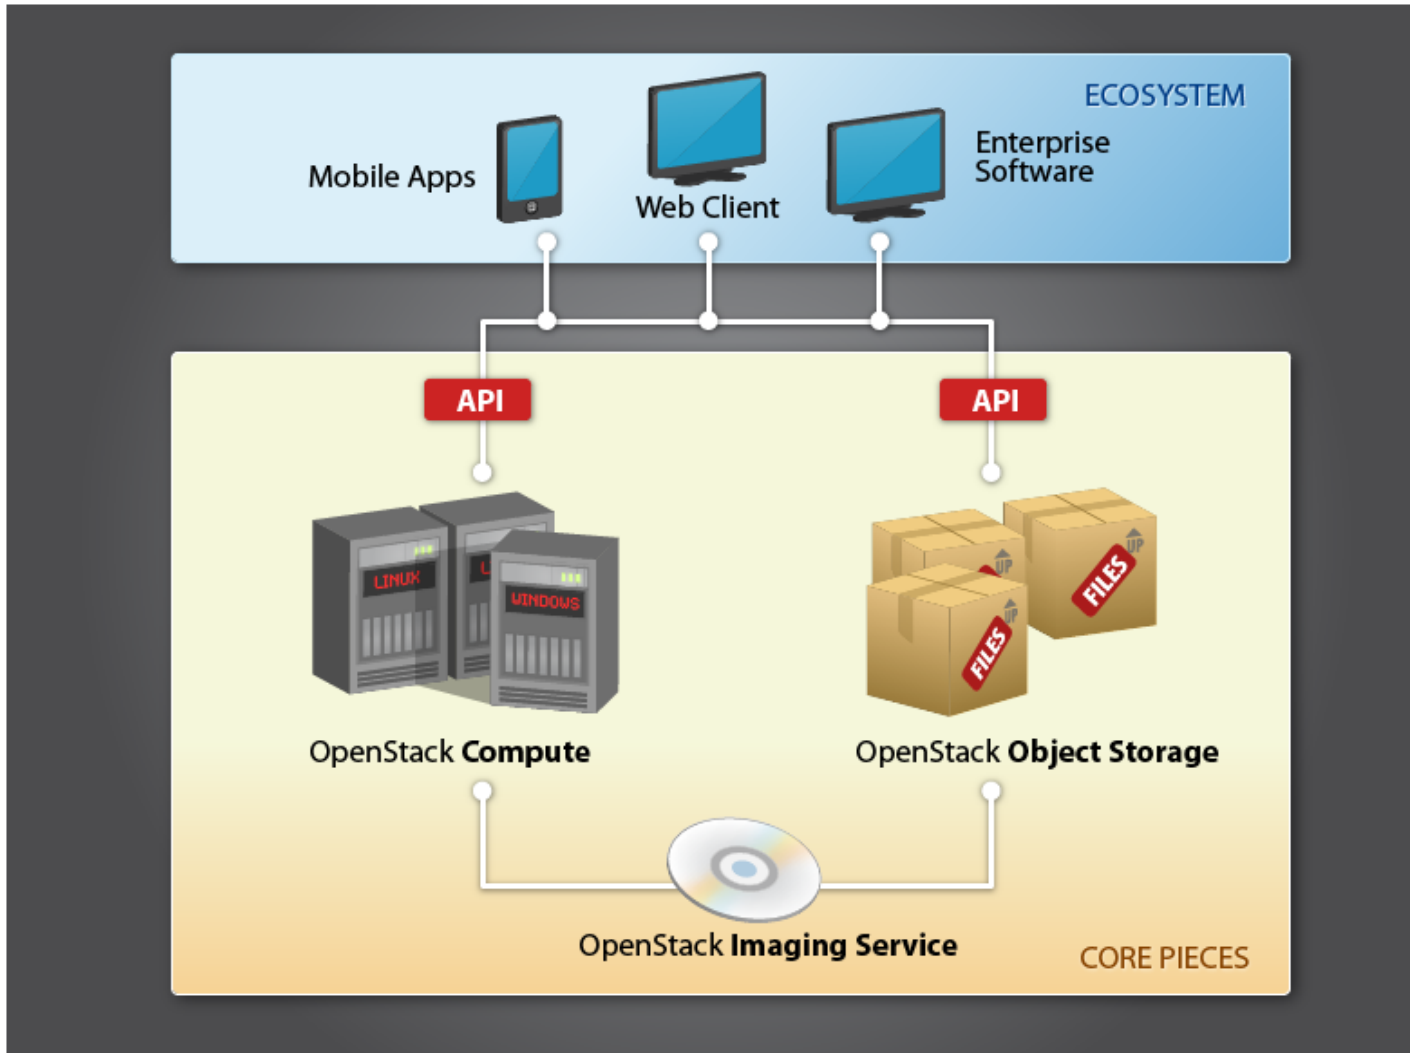 ECOSYSTEM
Mobile Apps
Web Client
Enterprise
Software
API
API
LINUX
L
WINDOWS
UP
UP
FILES
UP
FILES
OpenStack Compute
OpenStack Object Storage
OpenStack Imaging Service
CORE PIECES